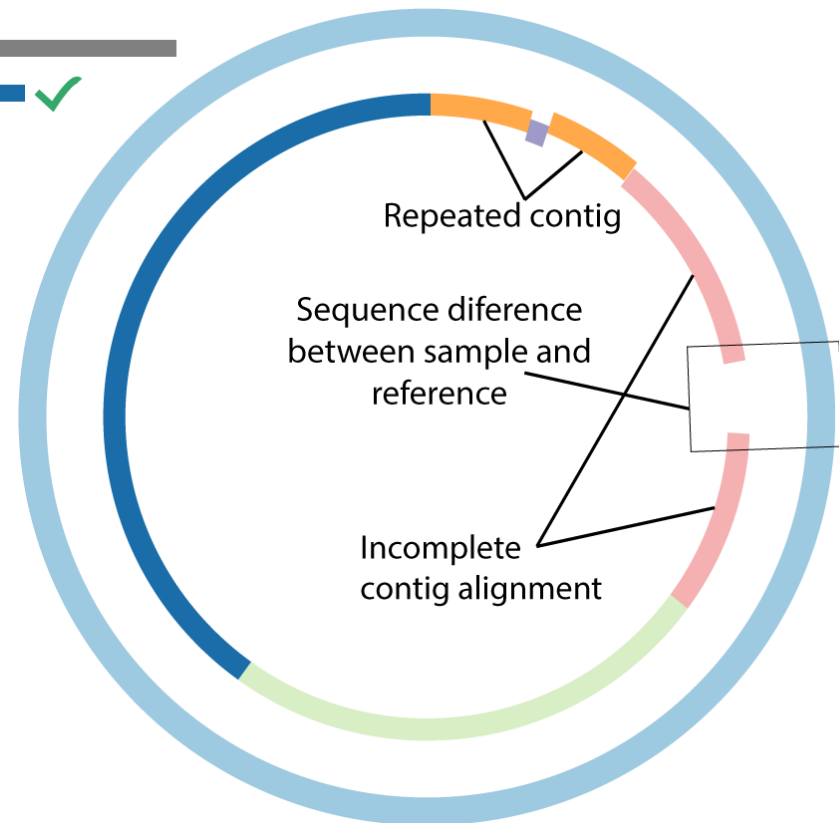 Repeated contig
Sequence diference
between sample and
reference
Incomplete
contig alignment